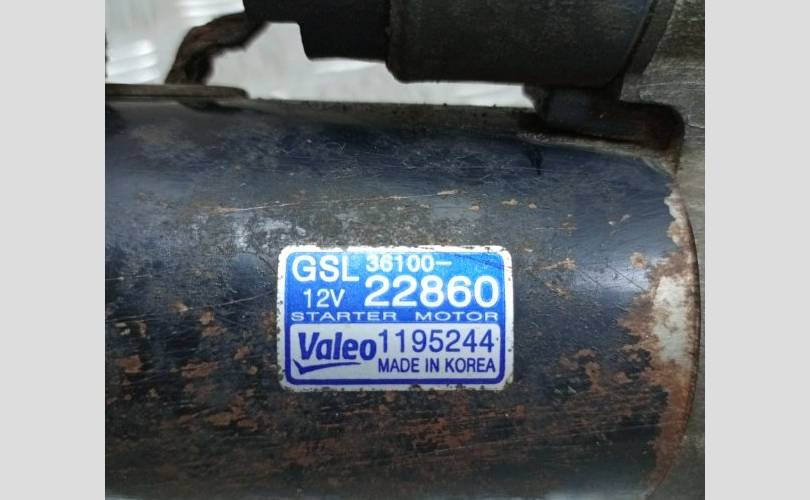 GSL 36100-
12V 22860
STARTER MOTOR
Valeo 1195244
MADE IN KOREA